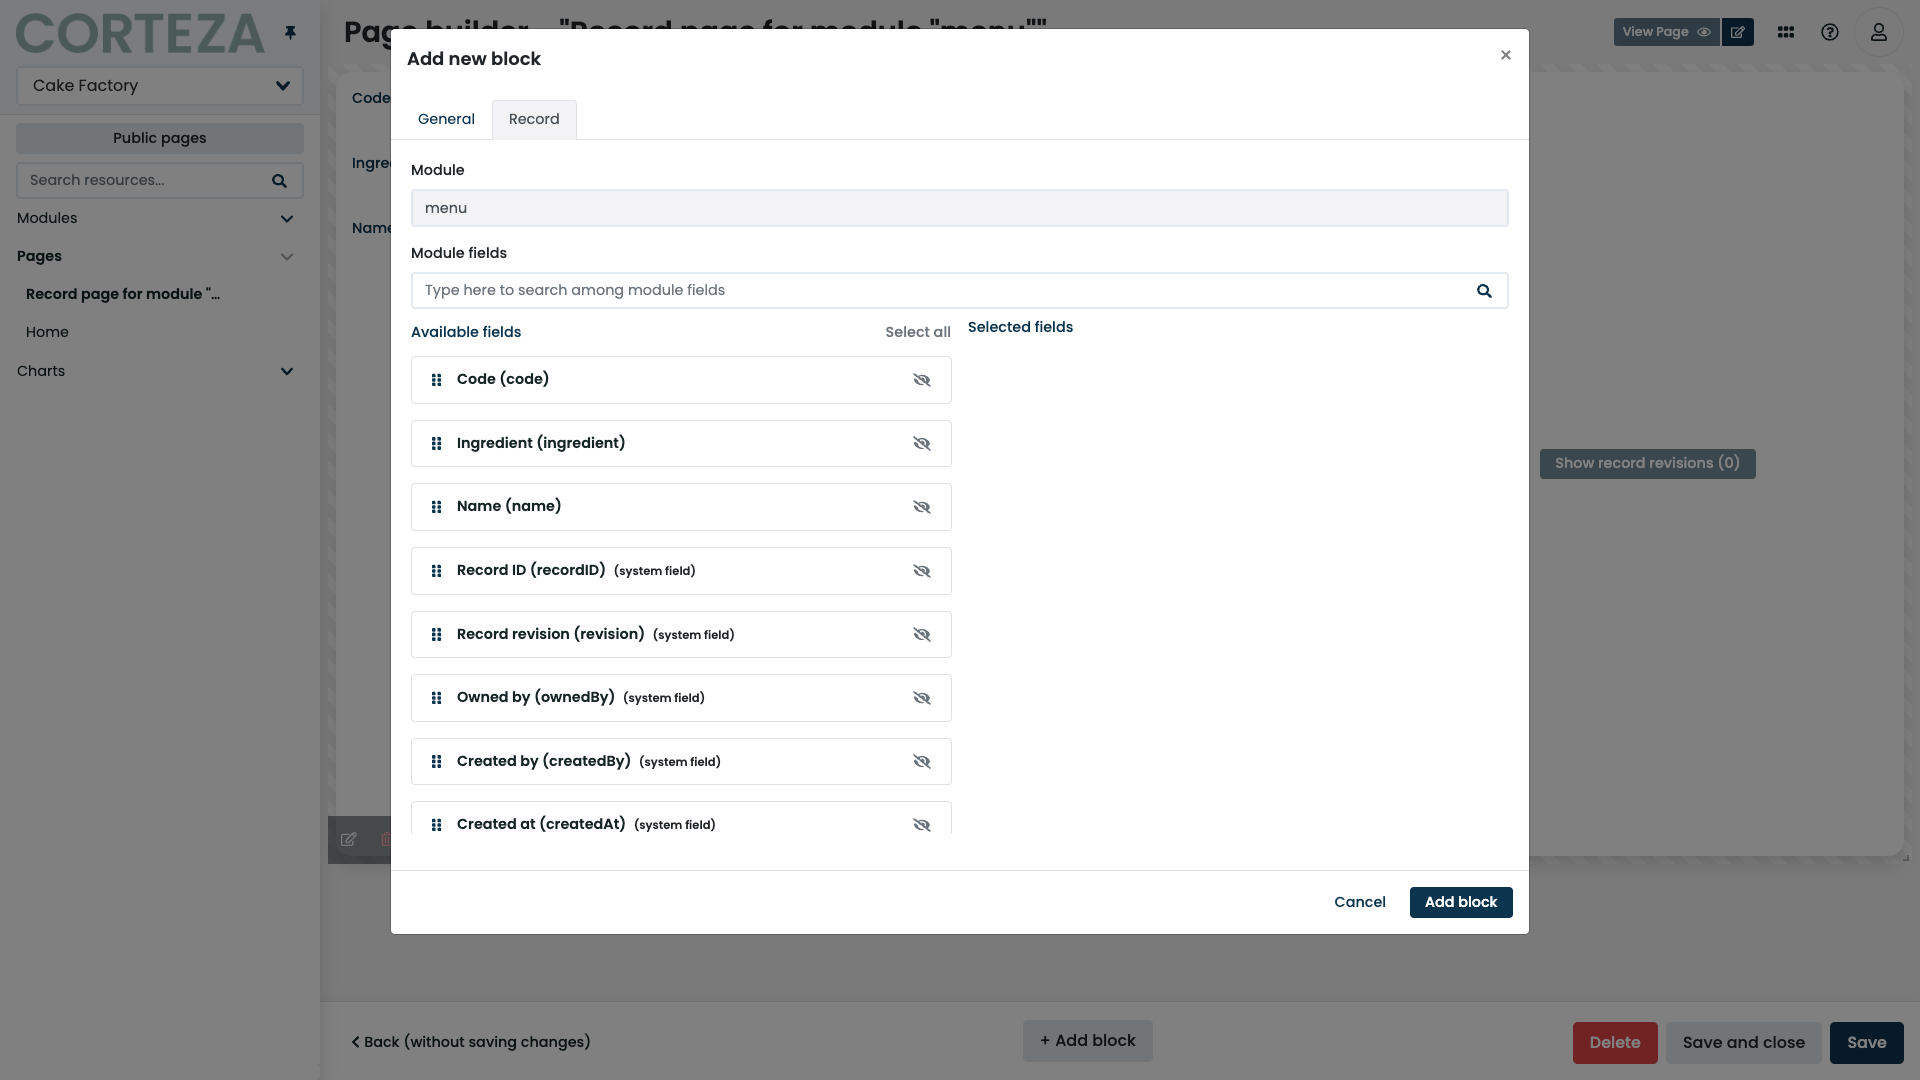 CORTEZA
Cake Factory
Public pages
Search resources...
Modules
Pages
Record page for module "...
Home
Charts
Page builder - "Record page for module "menu""
View Page
Code
Name
Add new block
×
General
Record
Module
menu
Module fields
Type here to search among module fields
Available fields
Select all
Selected fields
Code (code)
Ingredient (ingredient)
Name (name)
Record ID (recordID) (system field)
Record revision (revision) (system field)
Owned by (ownedBy) (system field)
Created by (createdBy) (system field)
Created at (createdAt) (system field)
Cancel
Add block
Show record revisions (0)
Back (without saving changes)
+ Add block
Delete
Save and close
Save